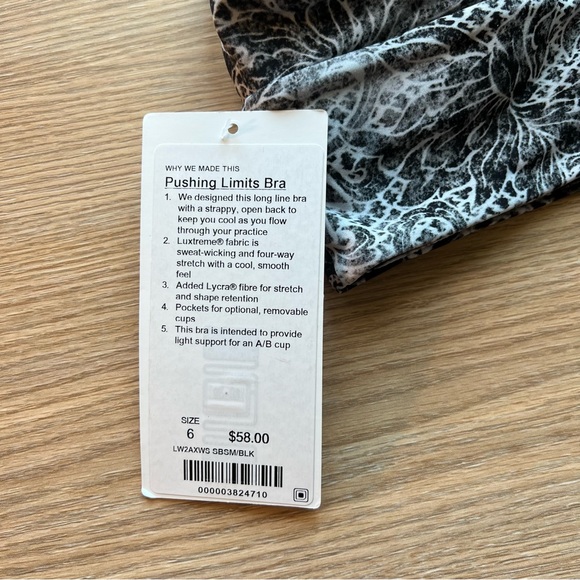 WHY WE MADE THIS
Pushing Limits Bra
1. We designed this long line bra
with a strappy, open back to
keep you cool as you flow
through your practice
2. Luxtreme® fabric is
sweat-wicking and four-way
stretch with a cool, smooth
feel
3. Added Lycra® fibre for stretch
and shape retention
4. Pockets for optional, removable
cups
5. This bra is intended to provide
light support for an A/B cup
SIZE
6 $58.00
LW2AXWS SBSM/BLK
000003824710